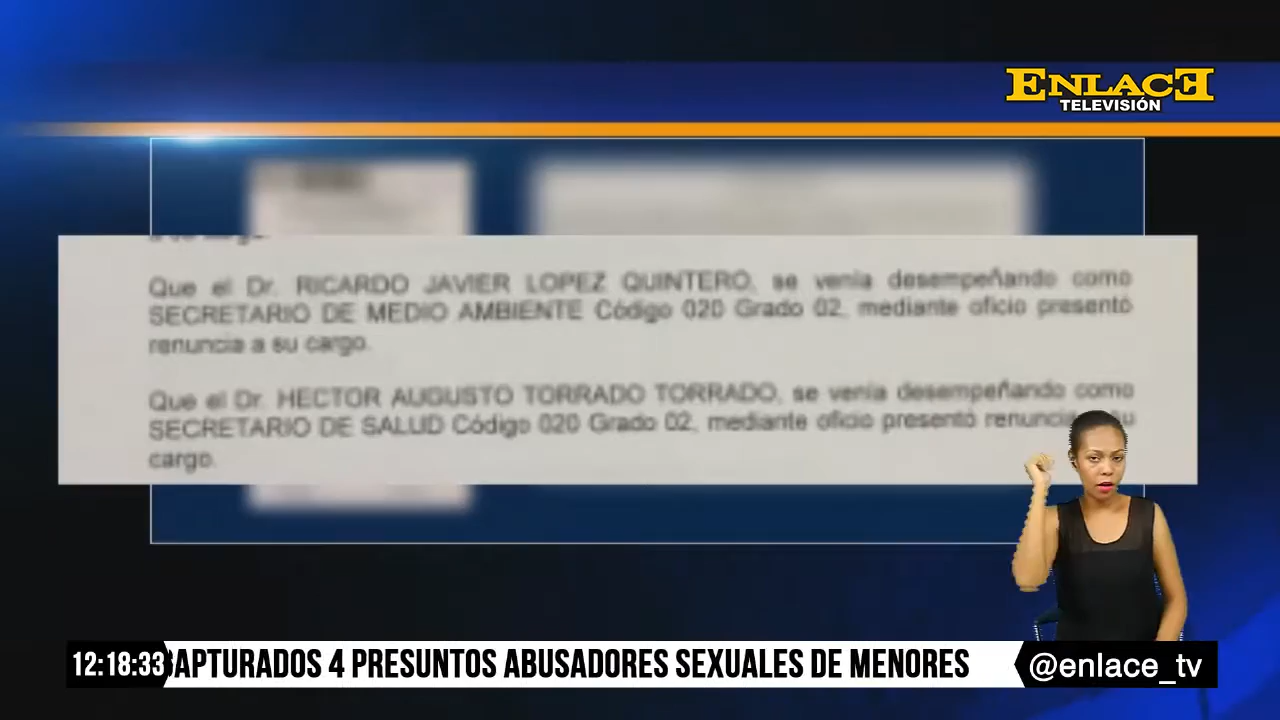 ENLACE
TELEVISIÓN
Que el Dr. RICARDO JAVIER LOPEZ QUINTERO, se venía desempeñando como
SECRETARIO DE MEDIO AMBIENTE Código 020 Grado 02, mediante oficio presentó
renuncia a su cargo.
Que el Dr. HECTOR AUGUSTO TORRADO TORRADO, se venía desempeñando como
SECRETARIO DE SALUD Código 020 Grado 02, mediante oficio presentó renuncia su
cargo.
12:18:33 CAPTURADOS 4 PRESUNTOS ABUSADORES SEXUALES DE MENORES @enlace_tv